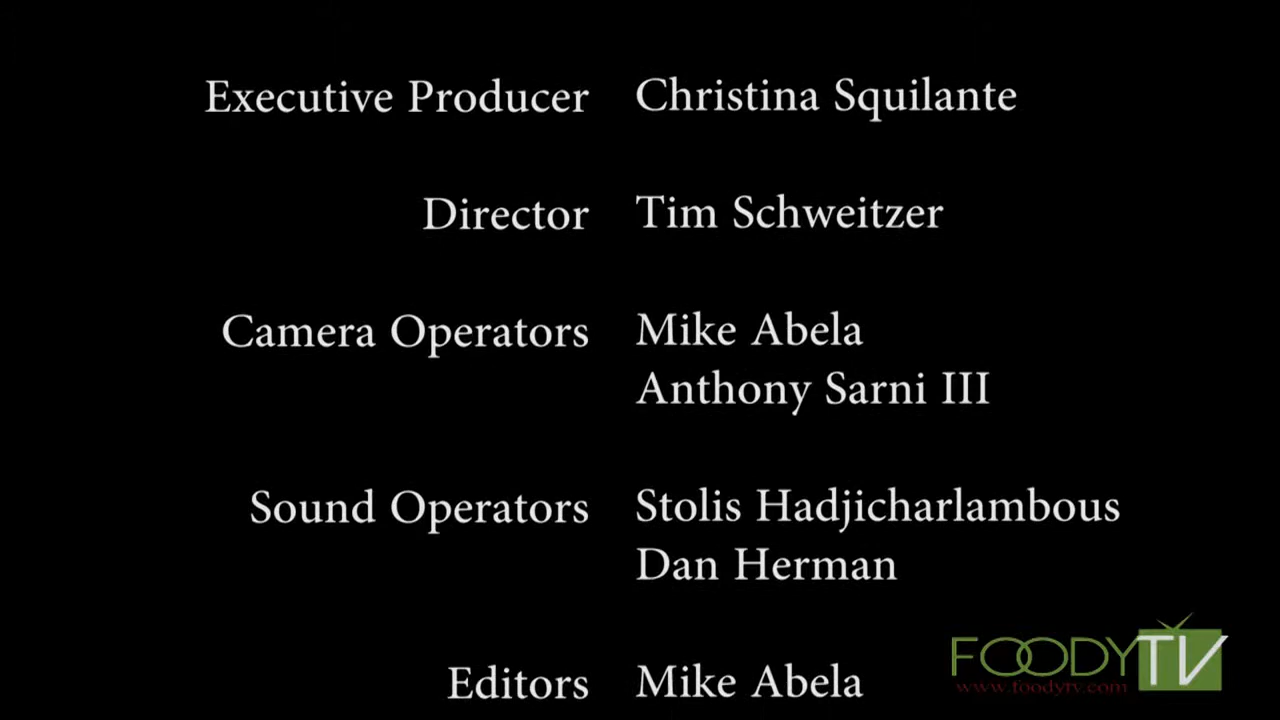 Executive Producer Christina Squilante
Director Tim Schweitzer
Camera Operators Mike Abela
Anthony Sarni III
Sound Operators Stolis Hadjicharlambous
Dan Herman
Editors Mike Abela
FOODYTV
www.foodytv.com